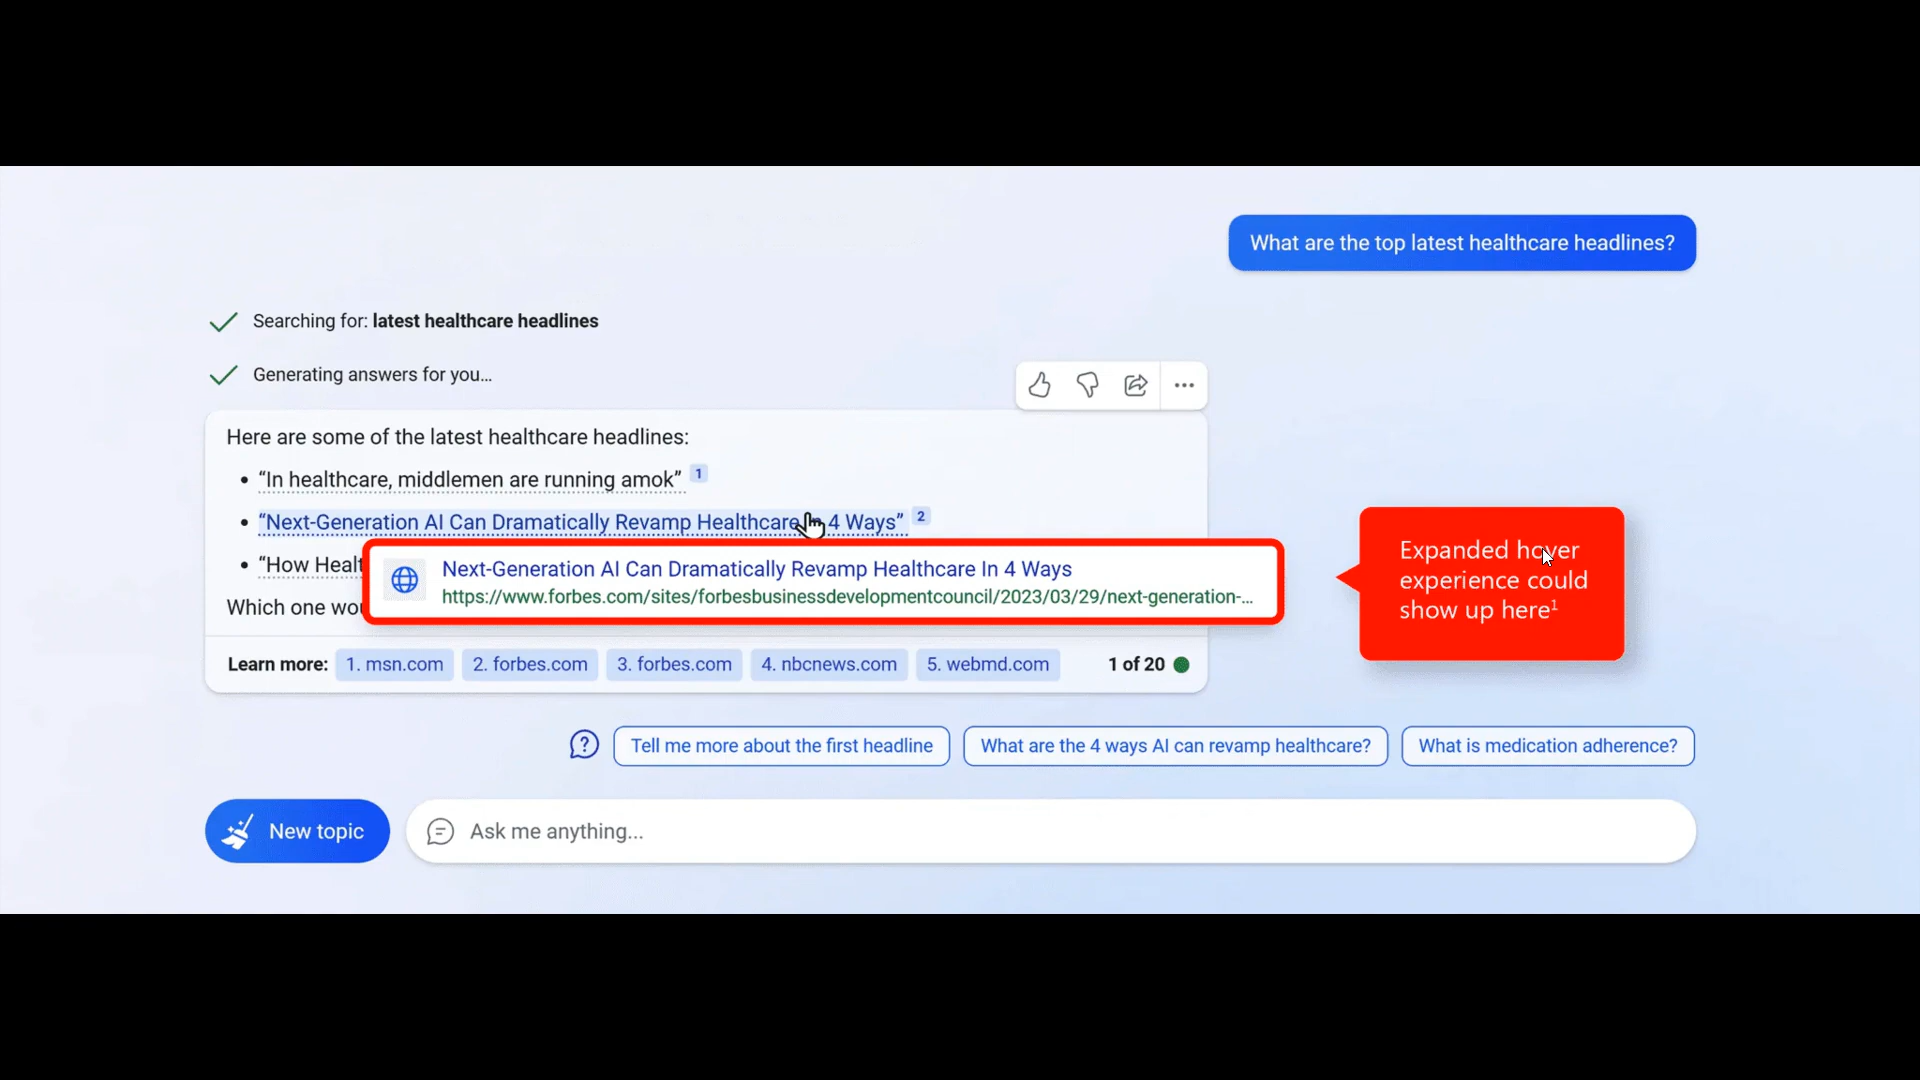 What are the top latest healthcare headlines?
Searching for: latest healthcare headlines
Generating answers for you...
Here are some of the latest healthcare headlines:
“In healthcare, middlemen are running amok” 1
“Next-Generation AI Can Dramatically Revamp Healthcare 4 Ways” 2
“How Healt
Next-Generation AI Can Dramatically Revamp Healthcare In 4 Ways
https://www.forbes.com/sites/forbesbusinessdevelopmentcouncil/2023/03/29/next-generation-...
Which one wou
Expanded hover
experience could
show up here1
Learn more: 1. msn.com 2. forbes.com 3. forbes.com 4. nbcnews.com 5. webmd.com 1 of 20
Tell me more about the first headline
What are the 4 ways AI can revamp healthcare?
What is medication adherence?
New topic
Ask me anything...